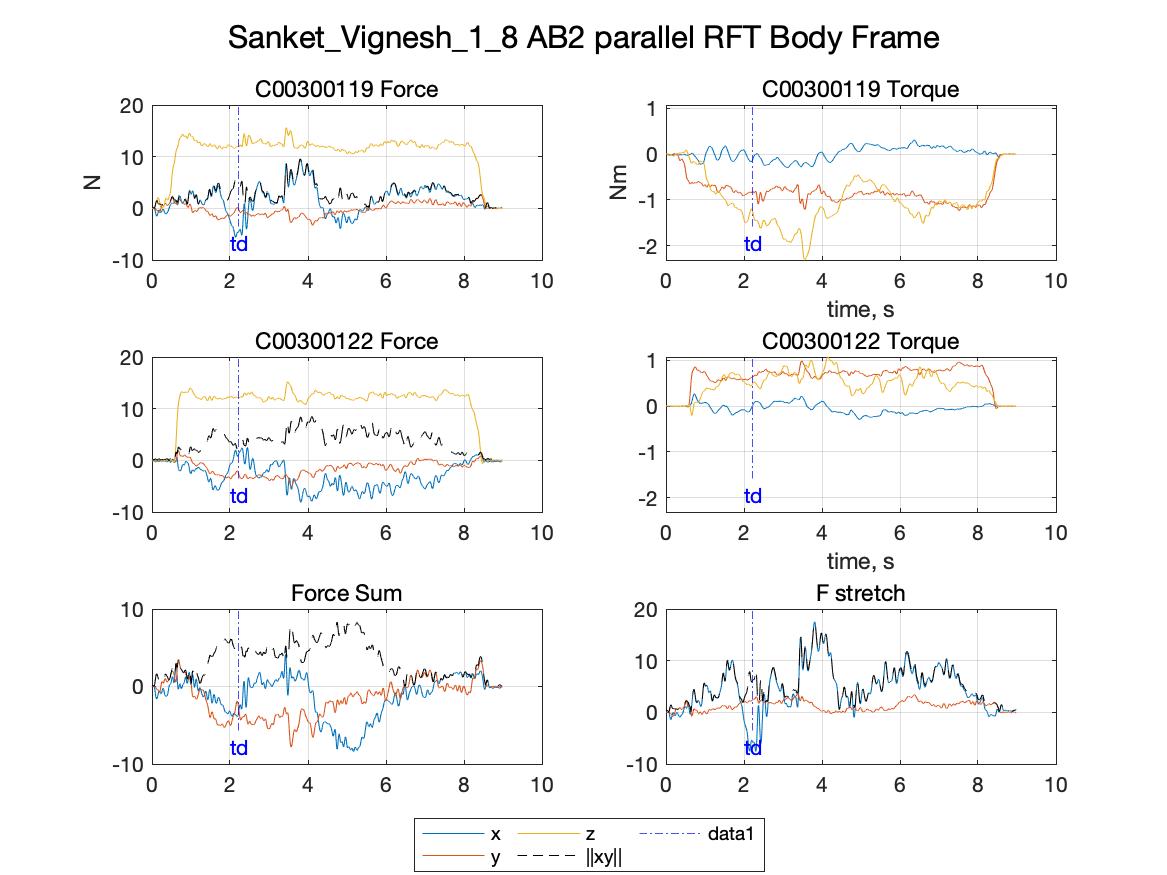 Sanket_Vignesh_1_8 AB2 parallel RFT Body Frame
C00300119 Force
20
10
0
-10
N
td
0 2 4 6 8 10
C00300119 Torque
1
0
-1
-2
Nm
td
0 2 4 6 8 10
time, s
C00300122 Force
20
10
0
-10
td
0 2 4 6 8 10
C00300122 Torque
1
0
-1
-2
td
0 2 4 6 8 10
time, s
Force Sum
10
0
-10
td
0 2 4 6 8 10
F stretch
20
10
0
-10
td
0 2 4 6 8 10
x z data1
y ||xy||